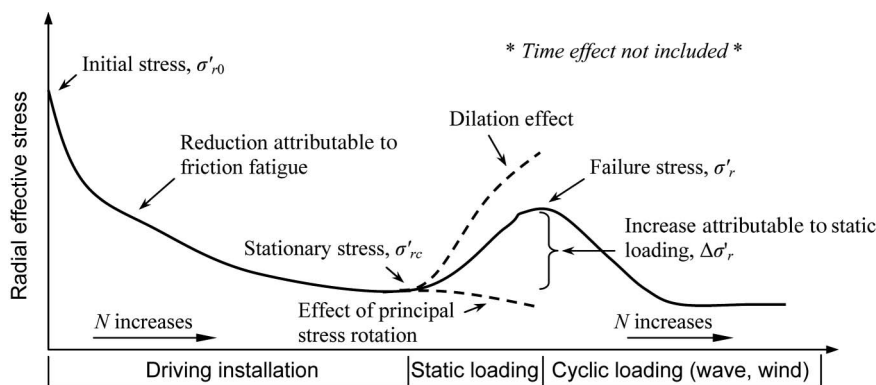 * Time effect not included *
Initial stress, σ'r0
Dilation effect
Reduction attributable to
friction fatigue
Failure stress, σ'r
Increase attributable to static
loading, Δσ'r
Stationary stress, σ'rc
Effect of principal
stress rotation
N increases
N increases
Radial effective stress
Driving installation
Static loading
Cyclic loading (wave, wind)